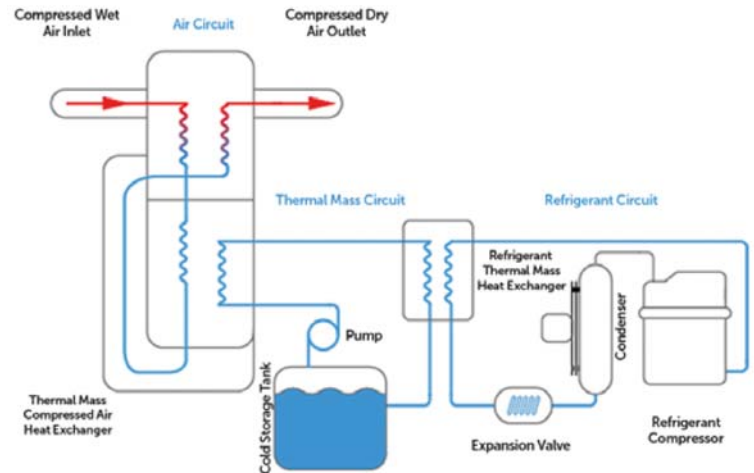 Compressed Wet
Air Inlet
Air Circuit
Compressed Dry
Air Outlet
Thermal Mass Circuit
Refrigerant Circuit
Refrigerant
Thermal Mass
Heat Exchanger
Condenser
Pump
Cold Storage Tank
Thermal Mass
Compressed Air
Heat Exchanger
Expansion Valve
Refrigerant
Compressor